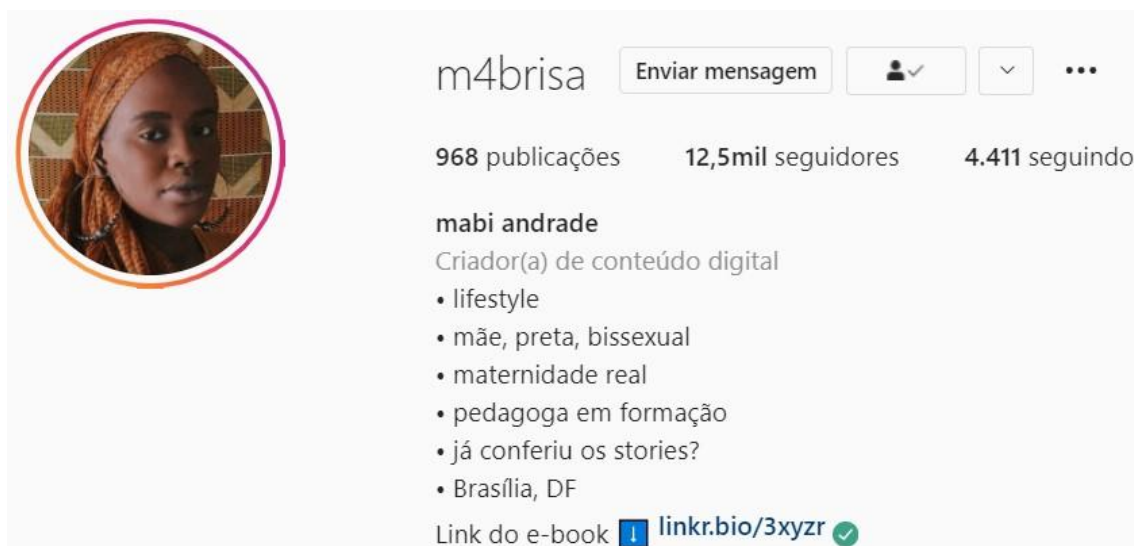 m4brisa Enviar mensagem
968 publicações 12,5mil seguidores 4.411 seguindo
mabi andrade
Criador(a) de conteúdo digital
• lifestyle
• mãe, preta, bissexual
• maternidade real
• pedagoga em formação
• já conferiu os stories?
• Brasília, DF
Link do e-book ⬇️ linkr.bio/3xyzr